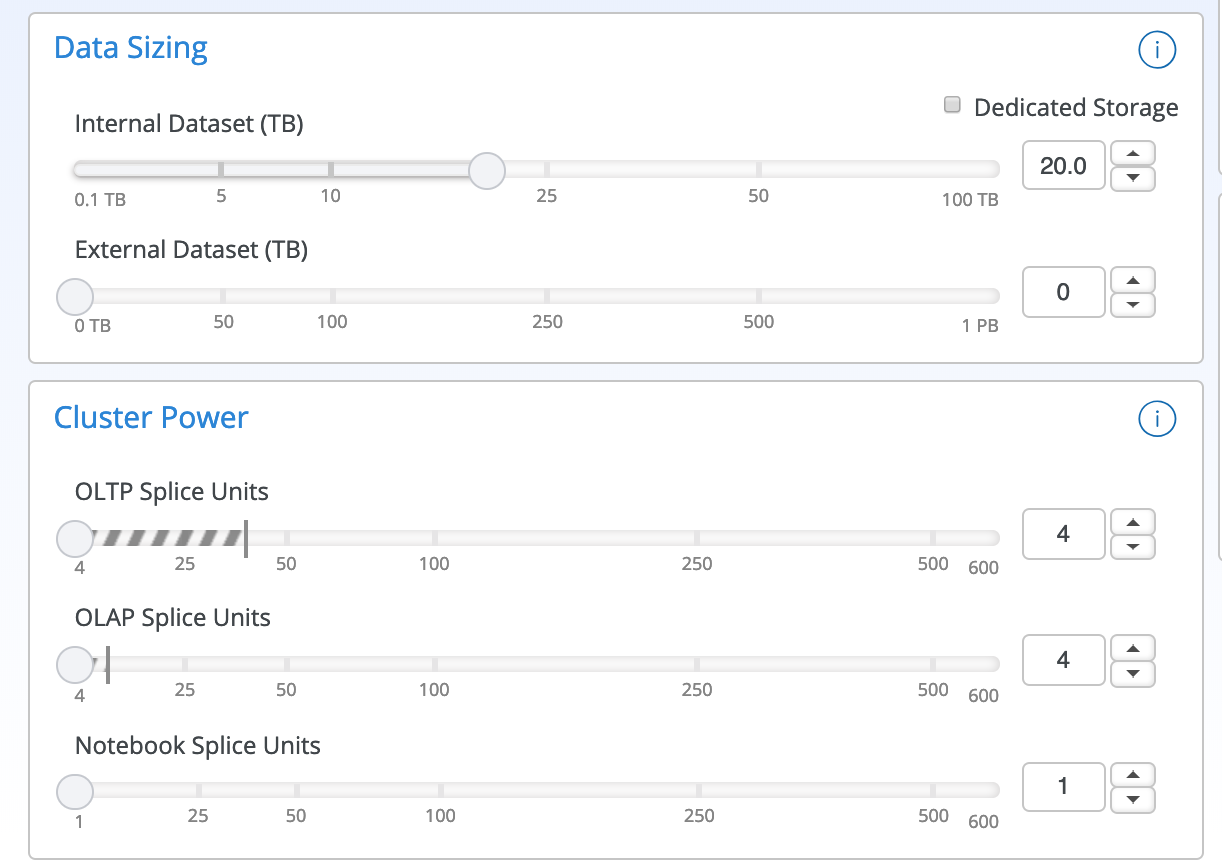 Data Sizing
Dedicated Storage
Internal Dataset (TB)
20.0
0.1 TB 5 10 25 50 100 TB
External Dataset (TB)
0
0 TB 50 100 250 500 1 PB
Cluster Power
OLTP Splice Units
4
4 25 50 100 250 500 600
OLAP Splice Units
4
4 25 50 100 250 500 600
Notebook Splice Units
1
1 25 50 100 250 500 600